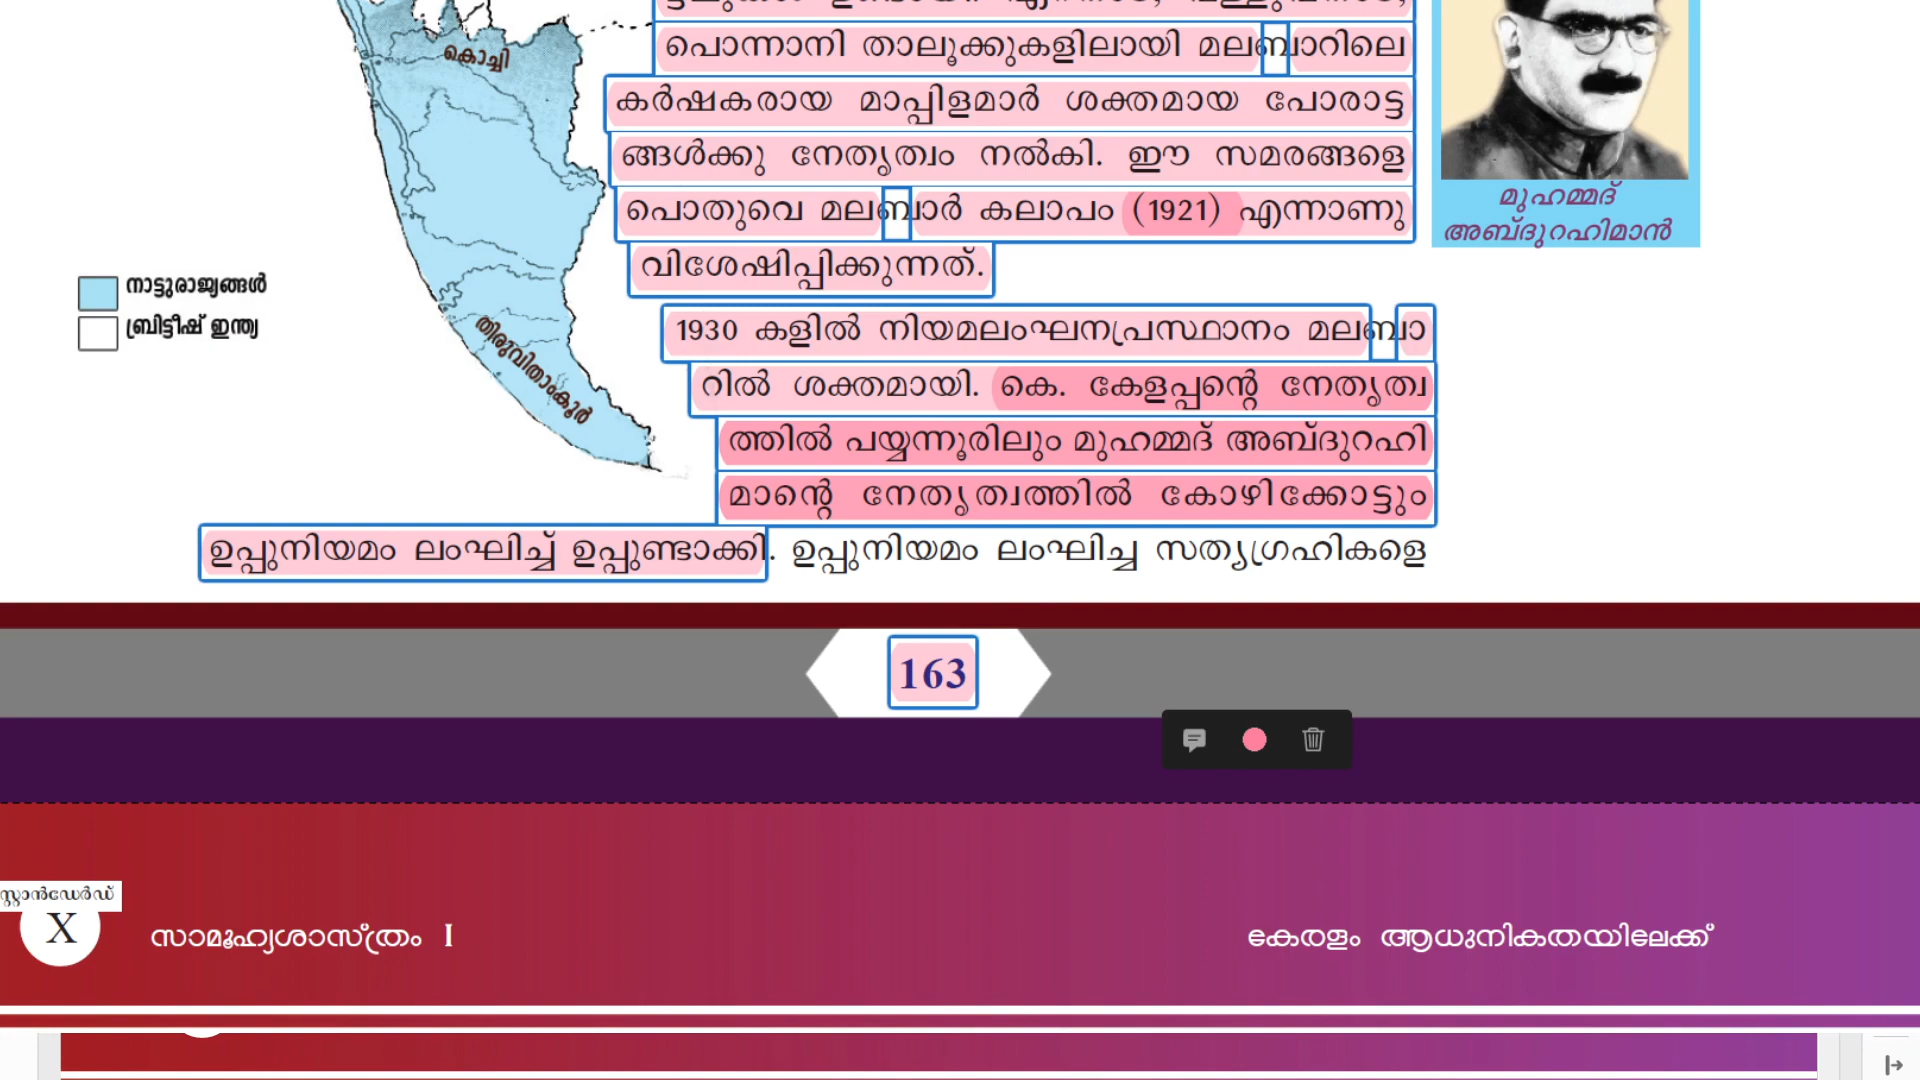 കൊച്ചി
പൊന്നാനി താലൂക്കുകളിലായി മലബാറിലെ
കർഷകരായ മാപ്പിളമാർ ശക്തമായ പോരാട്ട
ങ്ങൾക്കു നേതൃത്വം നൽകി. ഈ സമരങ്ങളെ
പൊതുവെ മലബാർ കലാപം (1921) എന്നാണു
വിശേഷിപ്പിക്കുന്നത്.
മുഹമ്മദ്
അബ്ദുറഹിമാൻ
നാട്ടുരാജ്യങ്ങൾ
ബ്രിട്ടീഷ് ഇന്ത്യ
തിരുവിതാംകൂർ
1930 കളിൽ നിയമലംഘനപ്രസ്ഥാനം മലബാ
റിൽ ശക്തമായി. കെ. കേളപ്പന്റെ നേതൃത്വ
ത്തിൽ പയ്യന്നൂരിലും മുഹമ്മദ് അബ്ദുറഹി
മാന്റെ നേതൃത്വത്തിൽ കോഴിക്കോട്ടും
ഉപ്പുനിയമം ലംഘിച്ച് ഉപ്പുണ്ടാക്കി. ഉപ്പുനിയമം ലംഘിച്ച സത്യഗ്രഹികളെ
163
സ്റ്റാൻഡേർഡ്
X
സാമൂഹ്യശാസ്ത്രം I
കേരളം ആധുനികതയിലേക്ക്